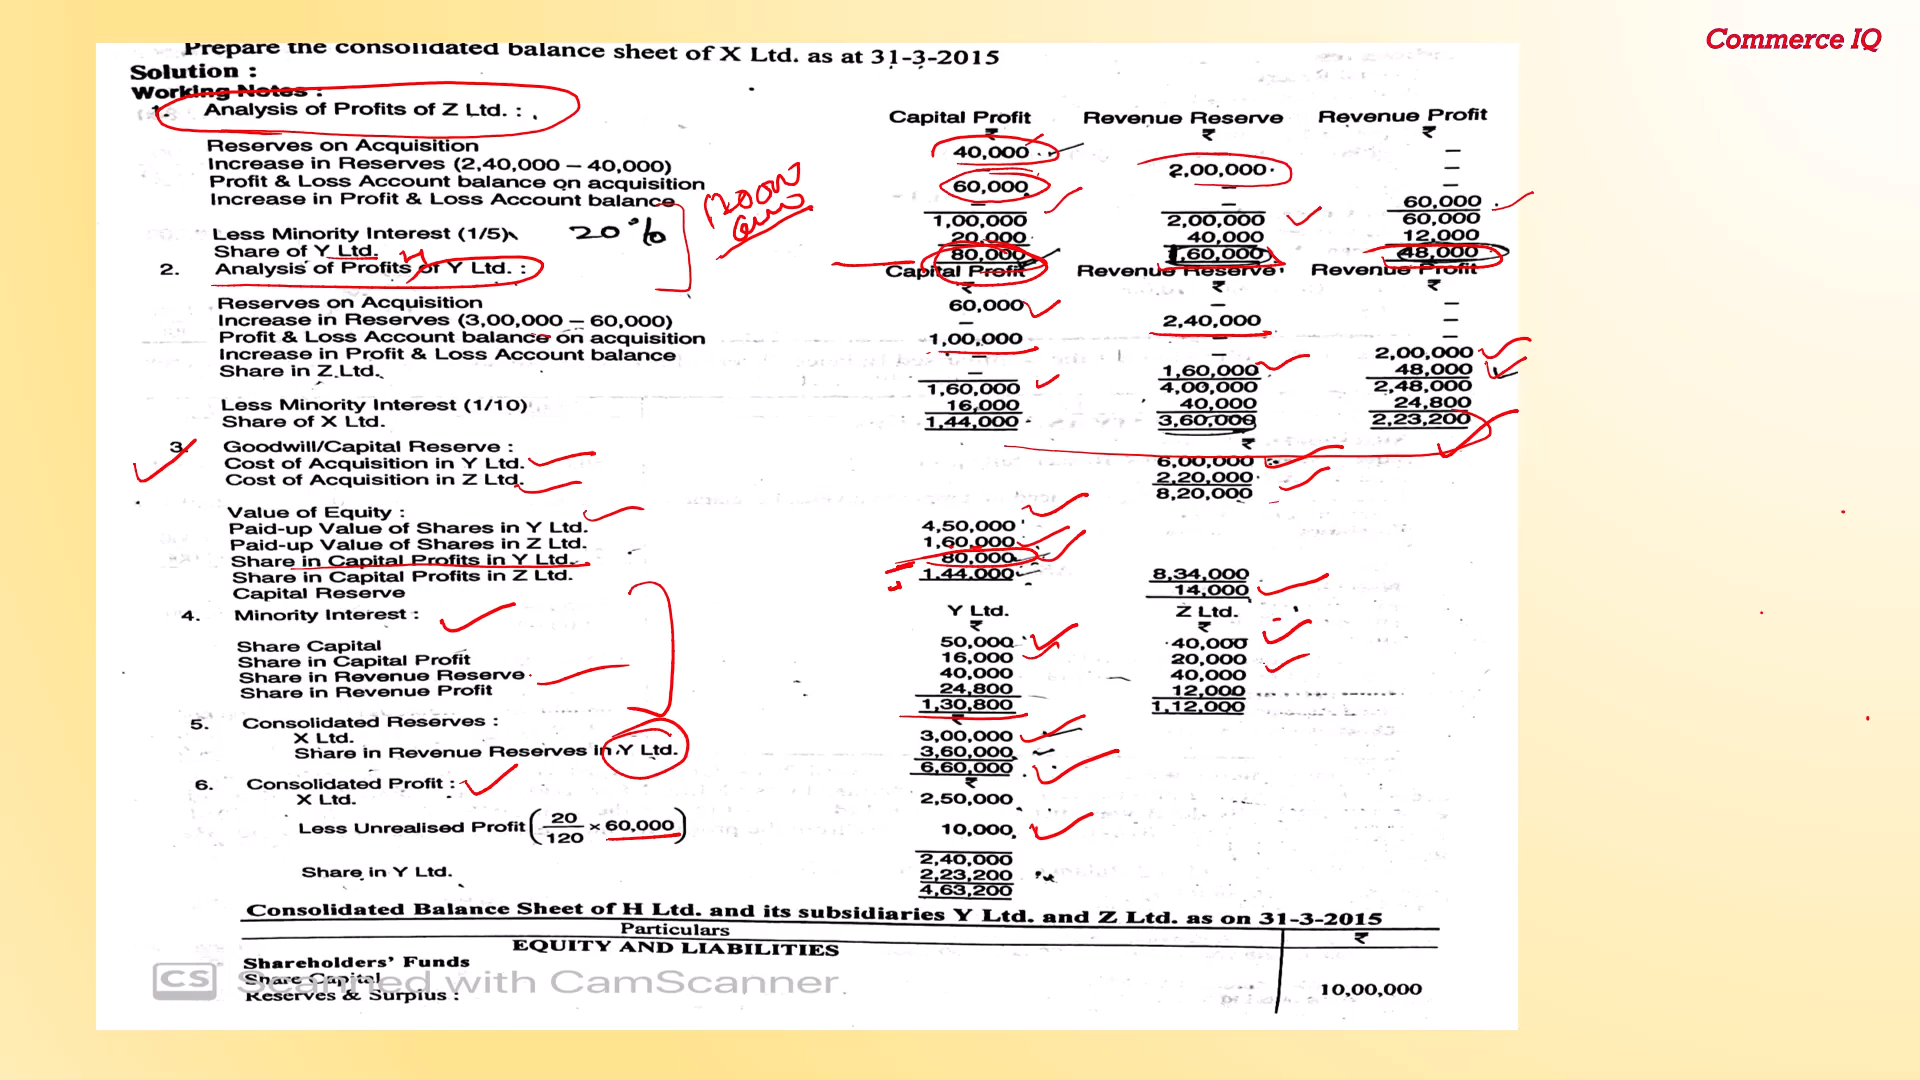 Commerce IQ
Prepare the consolidated balance sheet of X Ltd. as at 31-3-2015
Solution :
Working Notes :
1. Analysis of Profits of Z Ltd. :
Capital Profit Revenue Reserve Revenue Profit
₹ ₹ ₹
Reserves on Acquisition 40,000 – –
Increase in Reserves (2,40,000 – 40,000) 2,00,000 –
Profit & Loss Account balance on acquisition 60,000 – –
Increase in Profit & Loss Account balance – 60,000
1,00,000 2,00,000 60,000
Less Minority Interest (1/5) 20% 20,000 40,000 12,000
Share of Y Ltd. 80,000 1,60,000 48,000
2. Analysis of Profits of Y Ltd. :
Capital Profit Revenue Reserve Revenue Profit
₹ ₹ ₹
Reserves on Acquisition 60,000 – –
Increase in Reserves (3,00,000 – 60,000) – 2,40,000 –
Profit & Loss Account balance on acquisition 1,00,000 – –
Increase in Profit & Loss Account balance – – 2,00,000
Share in Z Ltd. – 1,60,000 48,000
1,60,000 4,00,000 2,48,000
Less Minority Interest (1/10) 16,000 40,000 24,800
Share of X Ltd. 1,44,000 3,60,000 2,23,200
3. Goodwill/Capital Reserve : ₹
Cost of Acquisition in Y Ltd. 6,00,000
Cost of Acquisition in Z Ltd. 2,20,000
8,20,000
Value of Equity :
Paid-up Value of Shares in Y Ltd. 4,50,000
Paid-up Value of Shares in Z Ltd. 1,60,000
Share in Capital Profits in Y Ltd. 80,000
Share in Capital Profits in Z Ltd. 1,44,000 8,34,000
Capital Reserve 14,000
4. Minority Interest : Y Ltd. Z Ltd.
₹ ₹
Share Capital 50,000 40,000
Share in Capital Profit 16,000 20,000
Share in Revenue Reserve 40,000 40,000
Share in Revenue Profit 24,800 12,000
1,30,800 1,12,000
5. Consolidated Reserves : ₹
X Ltd. 3,00,000
Share in Revenue Reserves in Y Ltd. 3,60,000
6,60,000
6. Consolidated Profit : ₹
X Ltd. 2,50,000
Less Unrealised Profit (20/120 × 60,000) 10,000
2,40,000
Share in Y Ltd. 2,23,200
4,63,200
Consolidated Balance Sheet of H Ltd. and its subsidiaries Y Ltd. and Z Ltd. as on 31-3-2015
Particulars ₹
EQUITY AND LIABILITIES
Shareholders' Funds
Share Capital 10,00,000
Reserves & Surplus :
CS Scanned with CamScanner